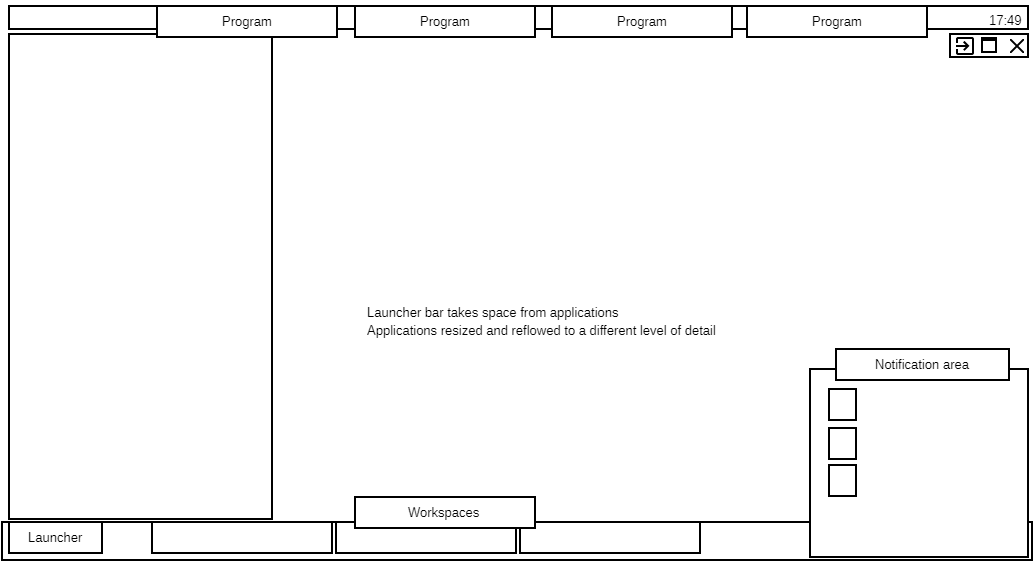 Program
Program
Program
Program
17:49
Launcher bar takes space from applications
Applications resized and reflowed to a different level of detail
Notification area
Workspaces
Launcher